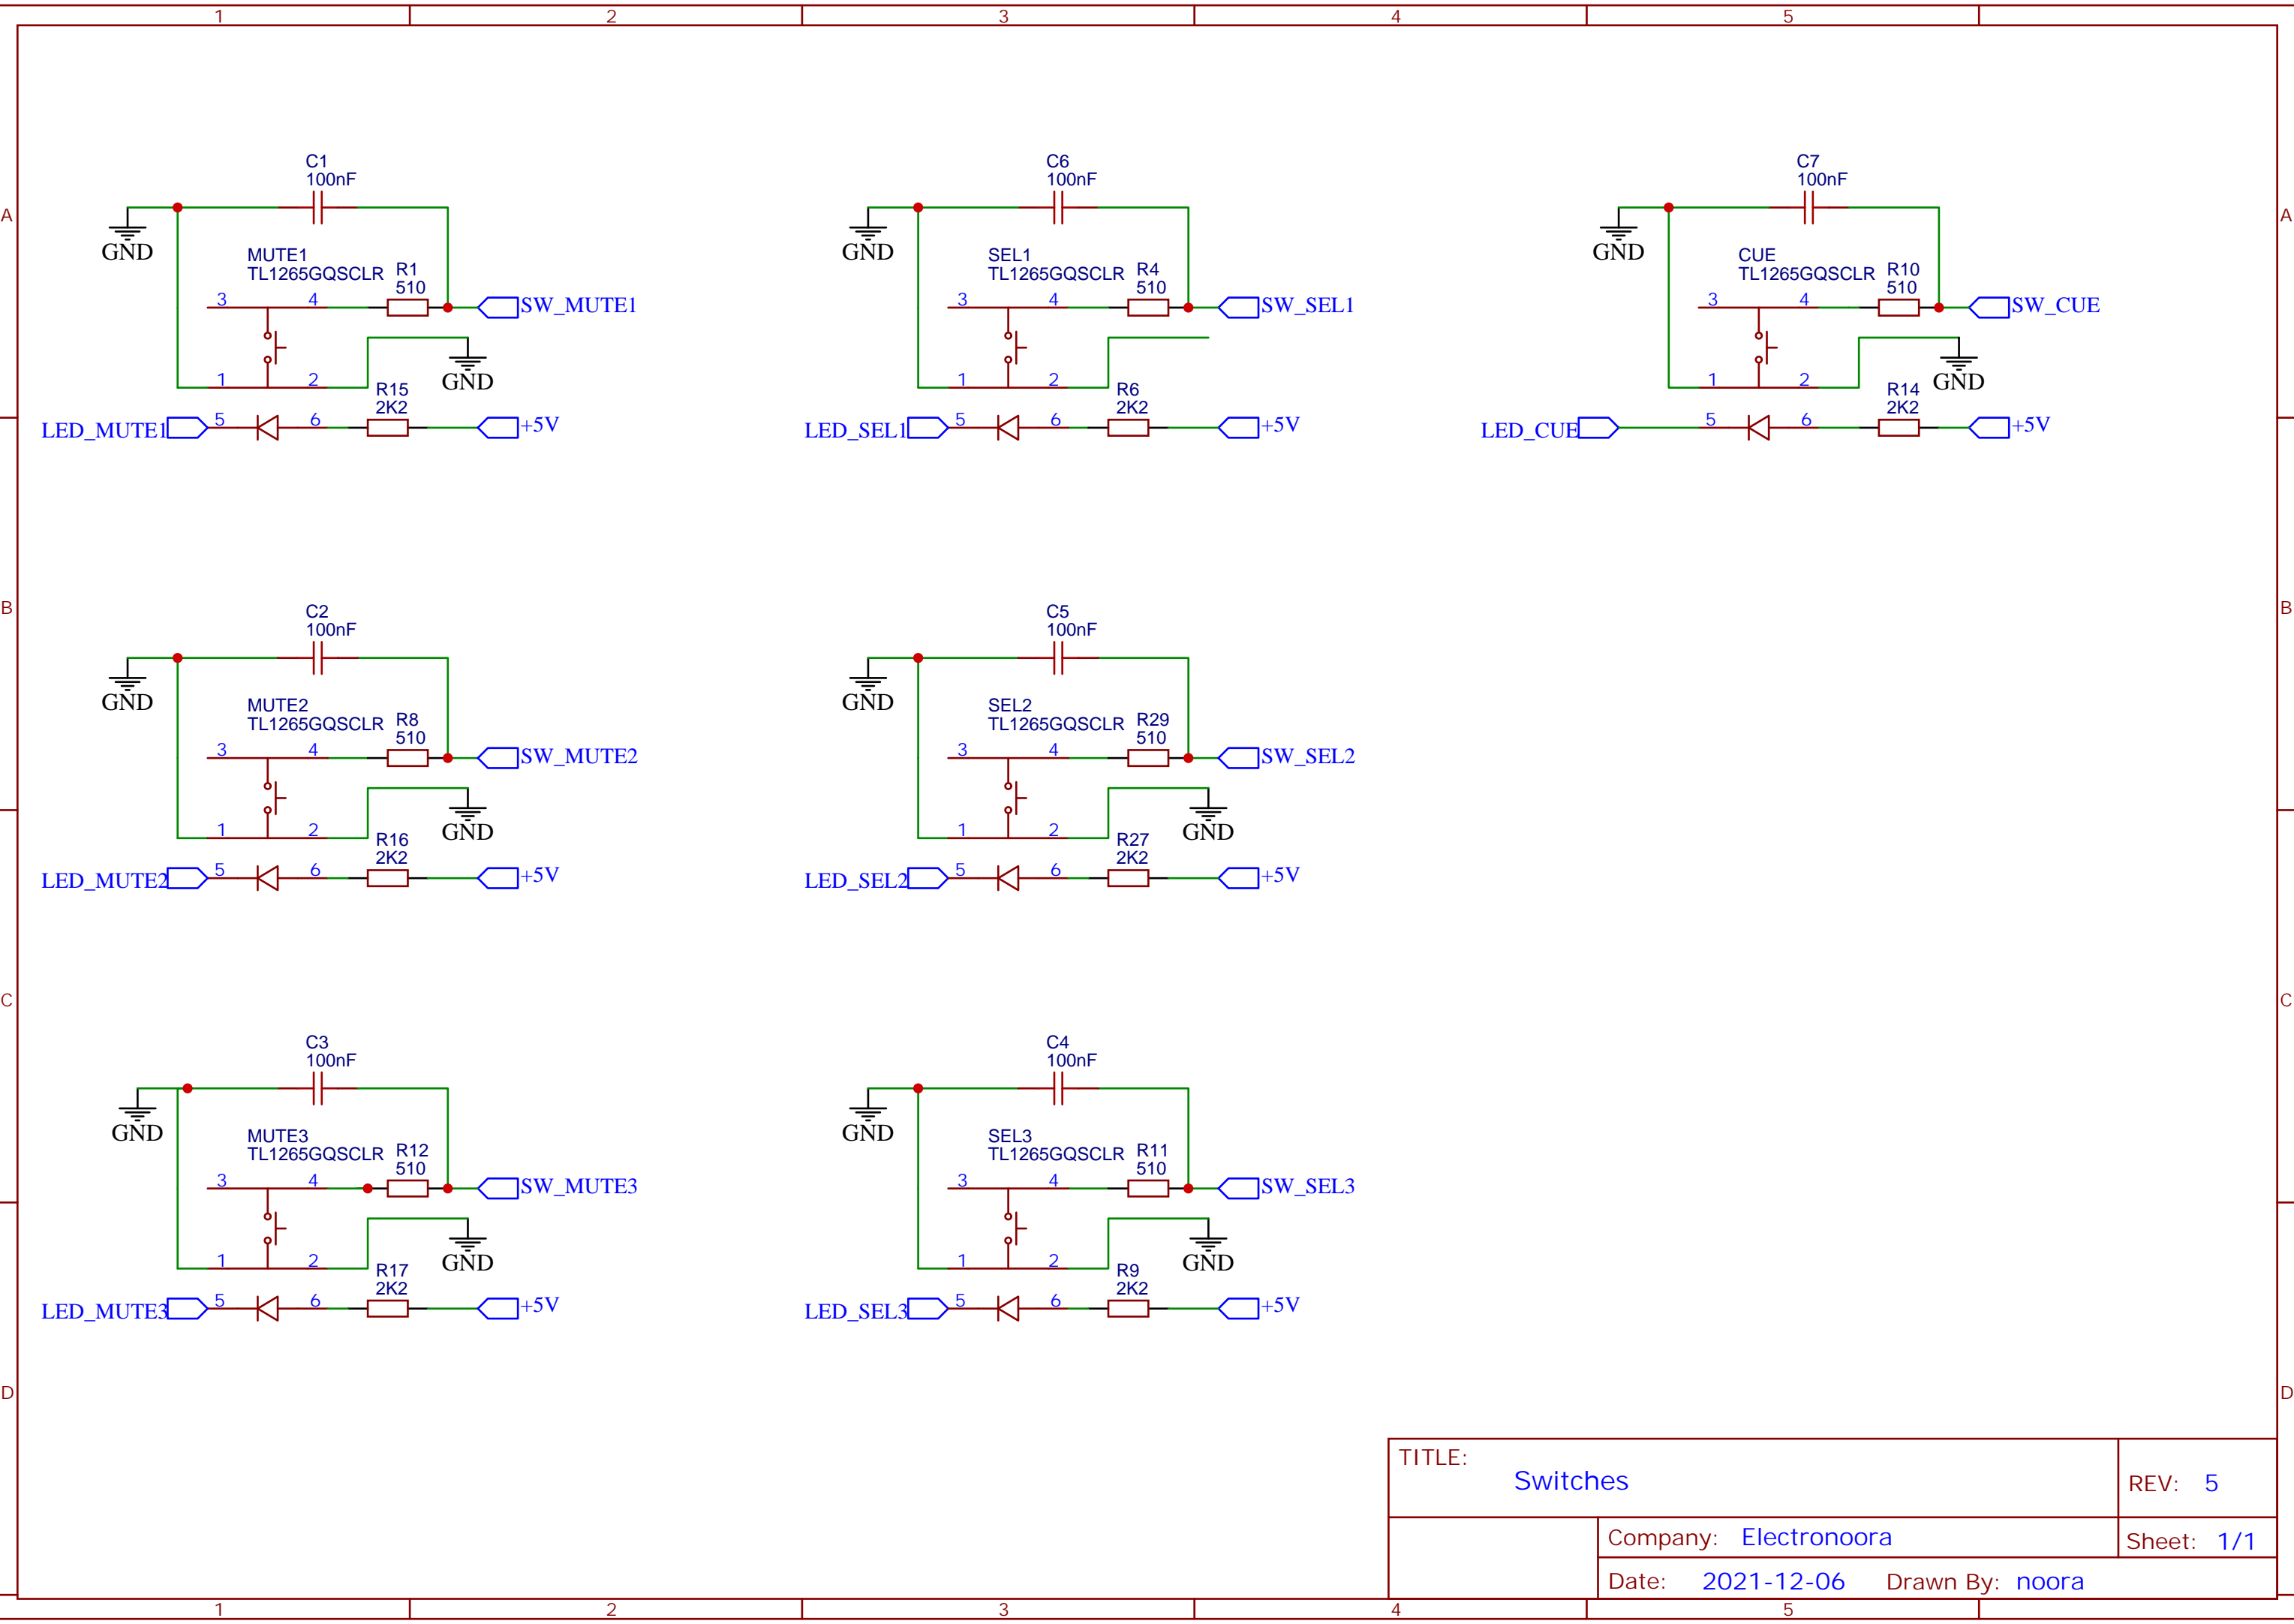 1 2 3 4 5
A A
B B
C C
D D
C1
100nF
GND
MUTE1
TL1265GQSCLR
R1
510
3 4
SW_MUTE1
1 2
GND
R15
2K2
LED_MUTE1
5 6
+5V
C6
100nF
GND
SEL1
TL1265GQSCLR
R4
510
3 4
SW_SEL1
1 2
R6
2K2
LED_SEL1
5 6
+5V
C7
100nF
GND
CUE
TL1265GQSCLR
R10
510
3 4
SW_CUE
1 2
GND
R14
2K2
LED_CUE
5 6
+5V
C2
100nF
GND
MUTE2
TL1265GQSCLR
R8
510
3 4
SW_MUTE2
1 2
GND
R16
2K2
LED_MUTE2
5 6
+5V
C5
100nF
GND
SEL2
TL1265GQSCLR
R29
510
3 4
SW_SEL2
1 2
GND
R27
2K2
LED_SEL2
5 6
+5V
C3
100nF
GND
MUTE3
TL1265GQSCLR
R12
510
3 4
SW_MUTE3
1 2
GND
R17
2K2
LED_MUTE3
5 6
+5V
C4
100nF
GND
SEL3
TL1265GQSCLR
R11
510
3 4
SW_SEL3
1 2
GND
R9
2K2
LED_SEL3
5 6
+5V
TITLE:
Switches
REV: 5
Company: Electronoora
Sheet: 1/1
Date: 2021-12-06 Drawn By: noora
1 2 3 4 5